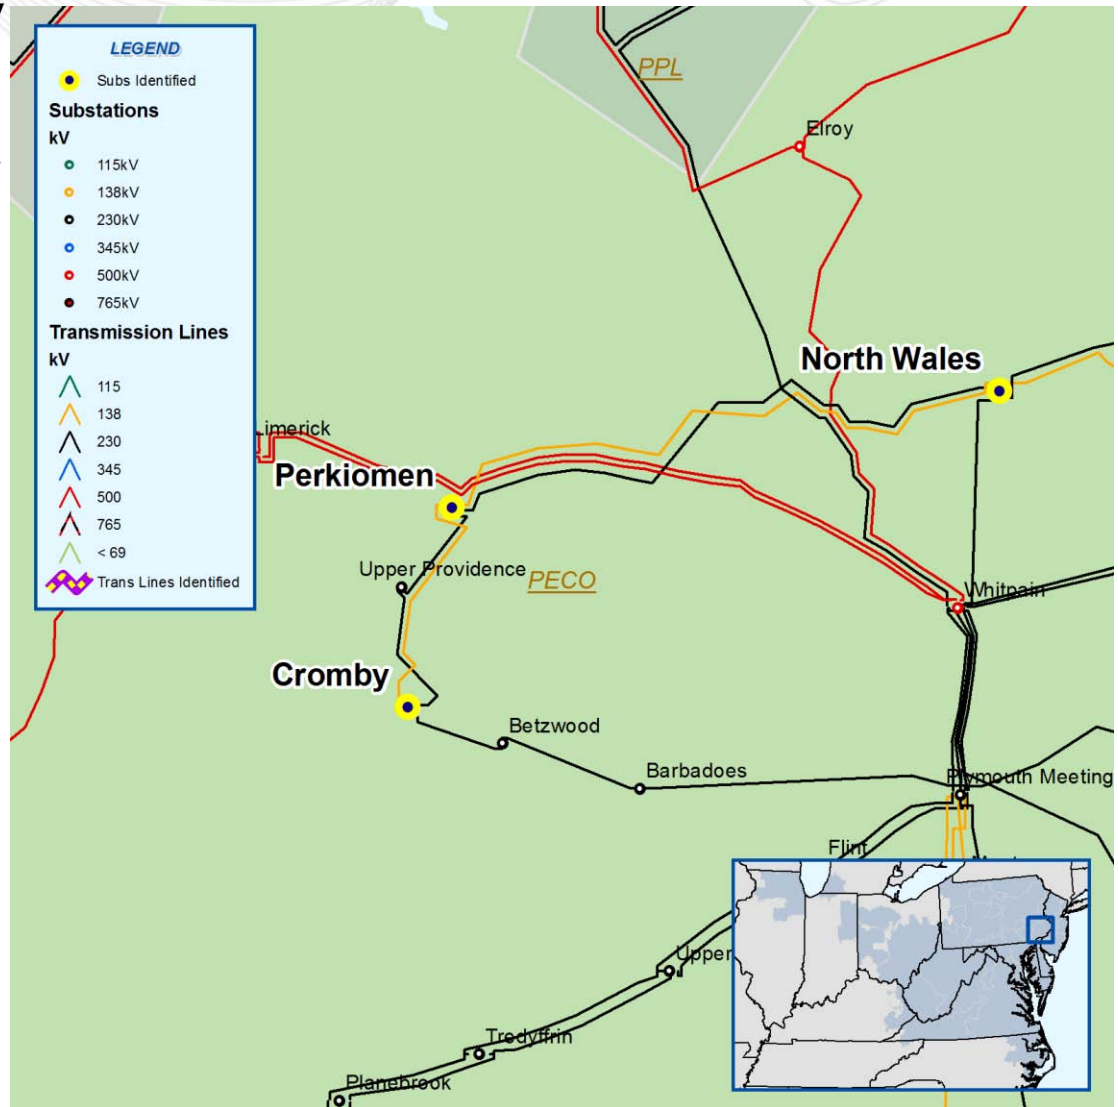 LEGEND
Subs Identified
Substations
kV
115kV
138kV
230kV
345kV
500kV
765kV
Transmission Lines
kV
115
138
230
345
500
765
< 69
Trans Lines Identified
PPL
Elroy
North Wales
Limerick
Perkiomen
Upper Providence
PECO
Whitpain
Cromby
Betzwood
Barbadoes
Plymouth Meeting
Flint
Upper
Tredyffrin
Planebrook